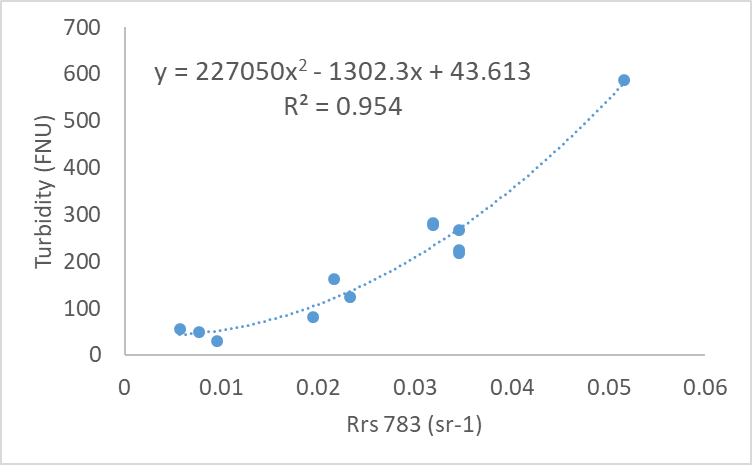 y = 227050x² - 1302.3x + 43.613
R² = 0.954
Turbidity (FNU)
700
600
500
400
300
200
100
0
0 0.01 0.02 0.03 0.04 0.05 0.06
Rrs 783 (sr-1)